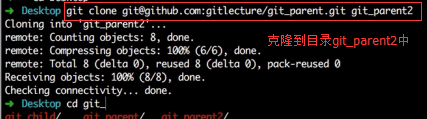 ➜ Desktop git clone git@github.com:gitlecture/git_parent.git git_parent2
Cloning into 'git_parent2'...
remote: Counting objects: 8, done.
克隆到目录git_parent2中
remote: Compressing objects: 100% (6/6), done.
remote: Total 8 (delta 0), reused 8 (delta 0), pack-reused 0
Receiving objects: 100% (8/8), done.
Checking connectivity... done.
➜ Desktop cd git_
git_child/ git_parent/ git_parent2/